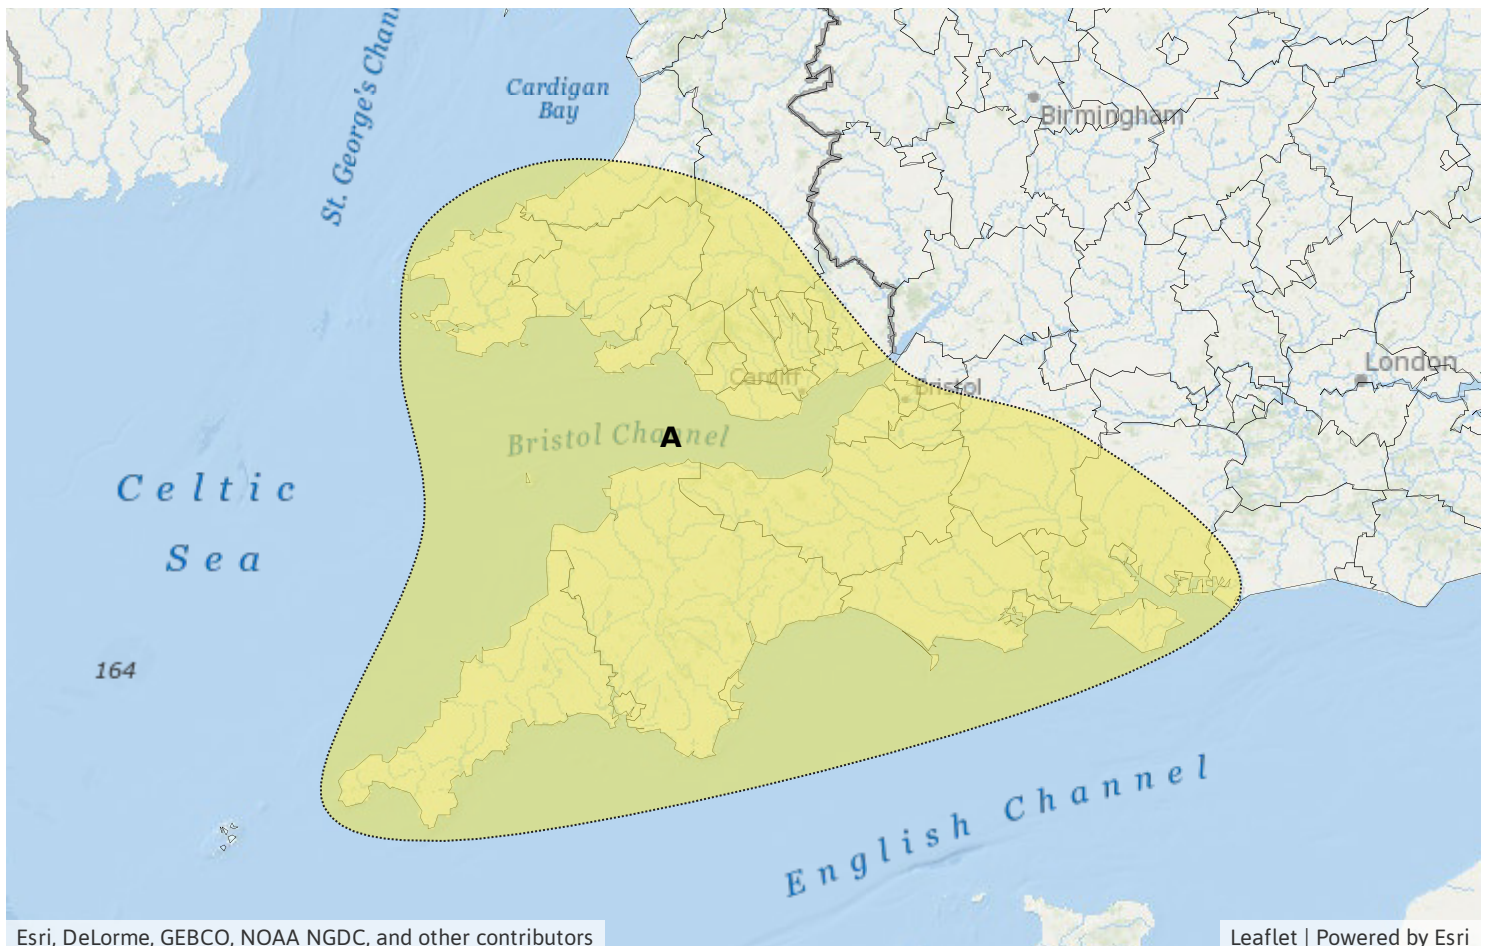 St. George's Chan
Cardigan
Bay
Birmingham
London
Cardiff
Bristol
Bristol Channel
A
Celtic
Sea
164
English Channel
Esri, DeLorme, GEBCO, NOAA NGDC, and other contributors
Leaflet | Powered by Esri